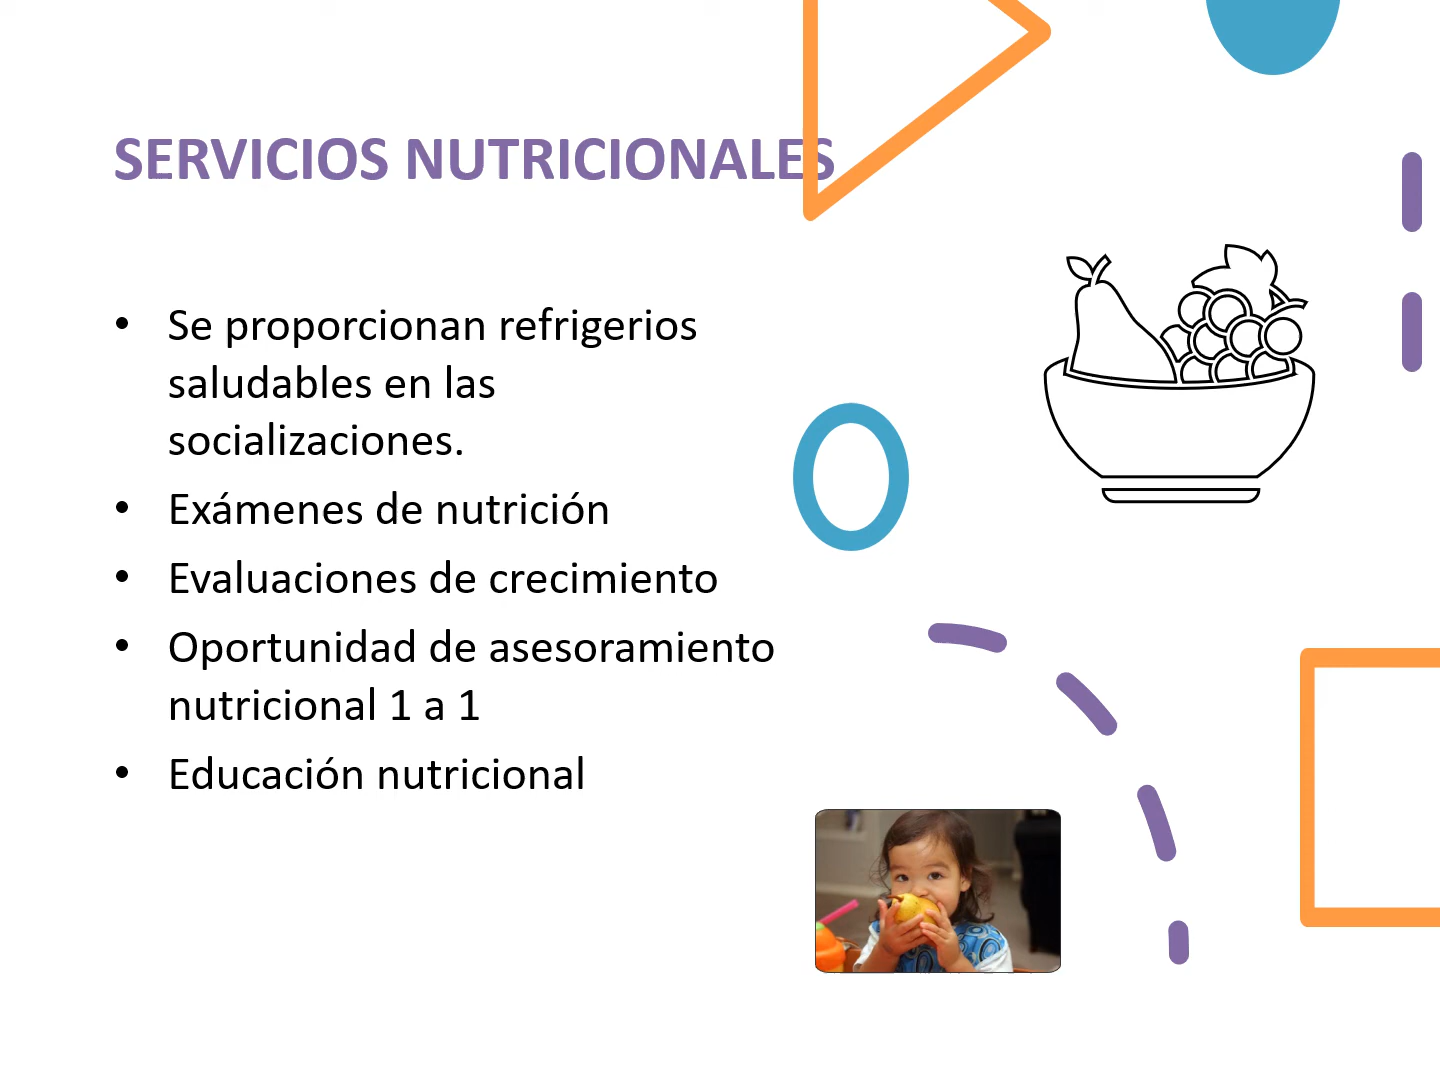 SERVICIOS NUTRICIONALES
• Se proporcionan refrigerios
saludables en las
socializaciones.
• Exámenes de nutrición
• Evaluaciones de crecimiento
• Oportunidad de asesoramiento
nutricional 1 a 1
• Educación nutricional